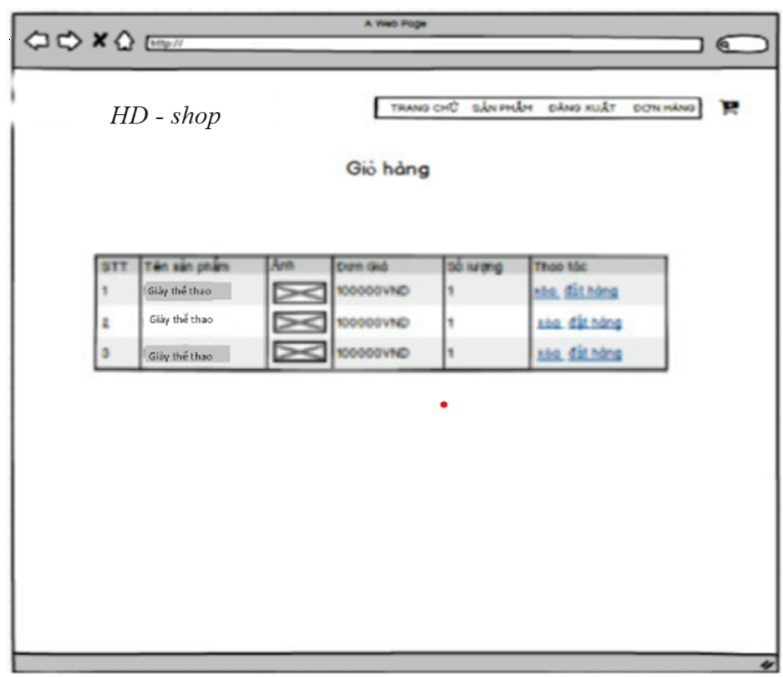 A Web Page
http://
HD - shop
TRANG CHỦ SẢN PHẨM ĐĂNG XUẤT ĐƠN HÀNG
Giỏ hàng
STT Tên sản phẩm Ảnh Đơn Giá Số lượng Thao tác
1 Giày thể thao 100000VND 1 xóa đặt hàng
2 Giày thể thao 100000VND 1 xóa đặt hàng
3 Giày thể thao 100000VND 1 xóa đặt hàng